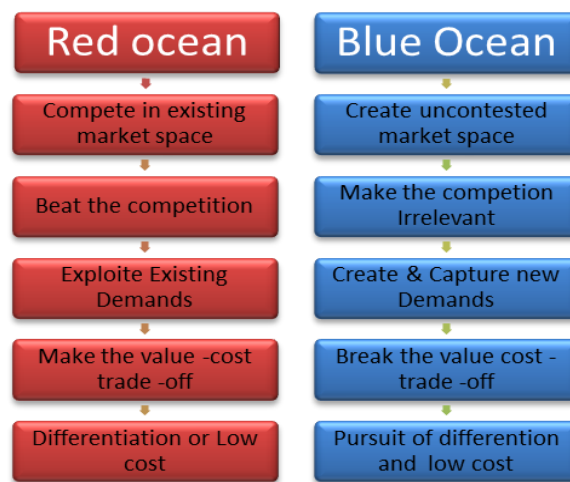 Red ocean
Compete in existing
market space
Beat the competition
Exploite Existing
Demands
Make the value -cost
trade -off
Differentiation or Low
cost
Blue Ocean
Create uncontested
market space
Make the competion
Irrelevant
Create & Capture new
Demands
Break the value cost -
trade -off
Pursuit of differention
and low cost